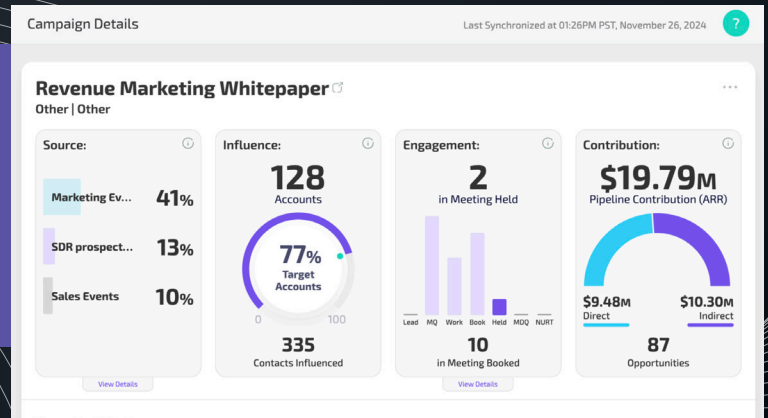 Campaign Details
Last Synchronized at 01:26PM PST, November 26, 2024
?
Revenue Marketing Whitepaper
Other | Other
Source:
Marketing Ev... 41%
SDR prospect... 13%
Sales Events 10%
View Details
Influence:
128
Accounts
77%
Target
Accounts
0 100
335
Contacts Influenced
Engagement:
2
in Meeting Held
Lead MQ Work Book Held MDQ NURT
10
in Meeting Booked
View Details
Contribution:
$19.79M
Pipeline Contribution (ARR)
$9.48M $10.30M
Direct Indirect
87
Opportunities